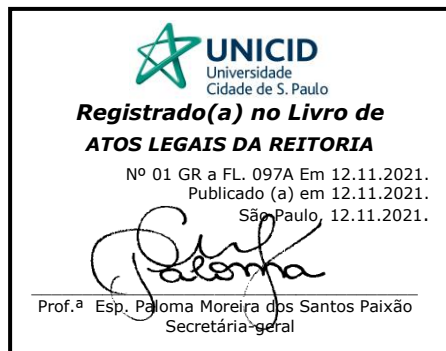 UNICID
Universidade
Cidade de S. Paulo
Registrado(a) no Livro de
ATOS LEGAIS DA REITORIA
Nº 01 GR a FL. 097A Em 12.11.2021.
Publicado (a) em 12.11.2021.
São Paulo, 12.11.2021.
Paloma
Prof.ª Esp. Paloma Moreira dos Santos Paixão
Secretária-geral